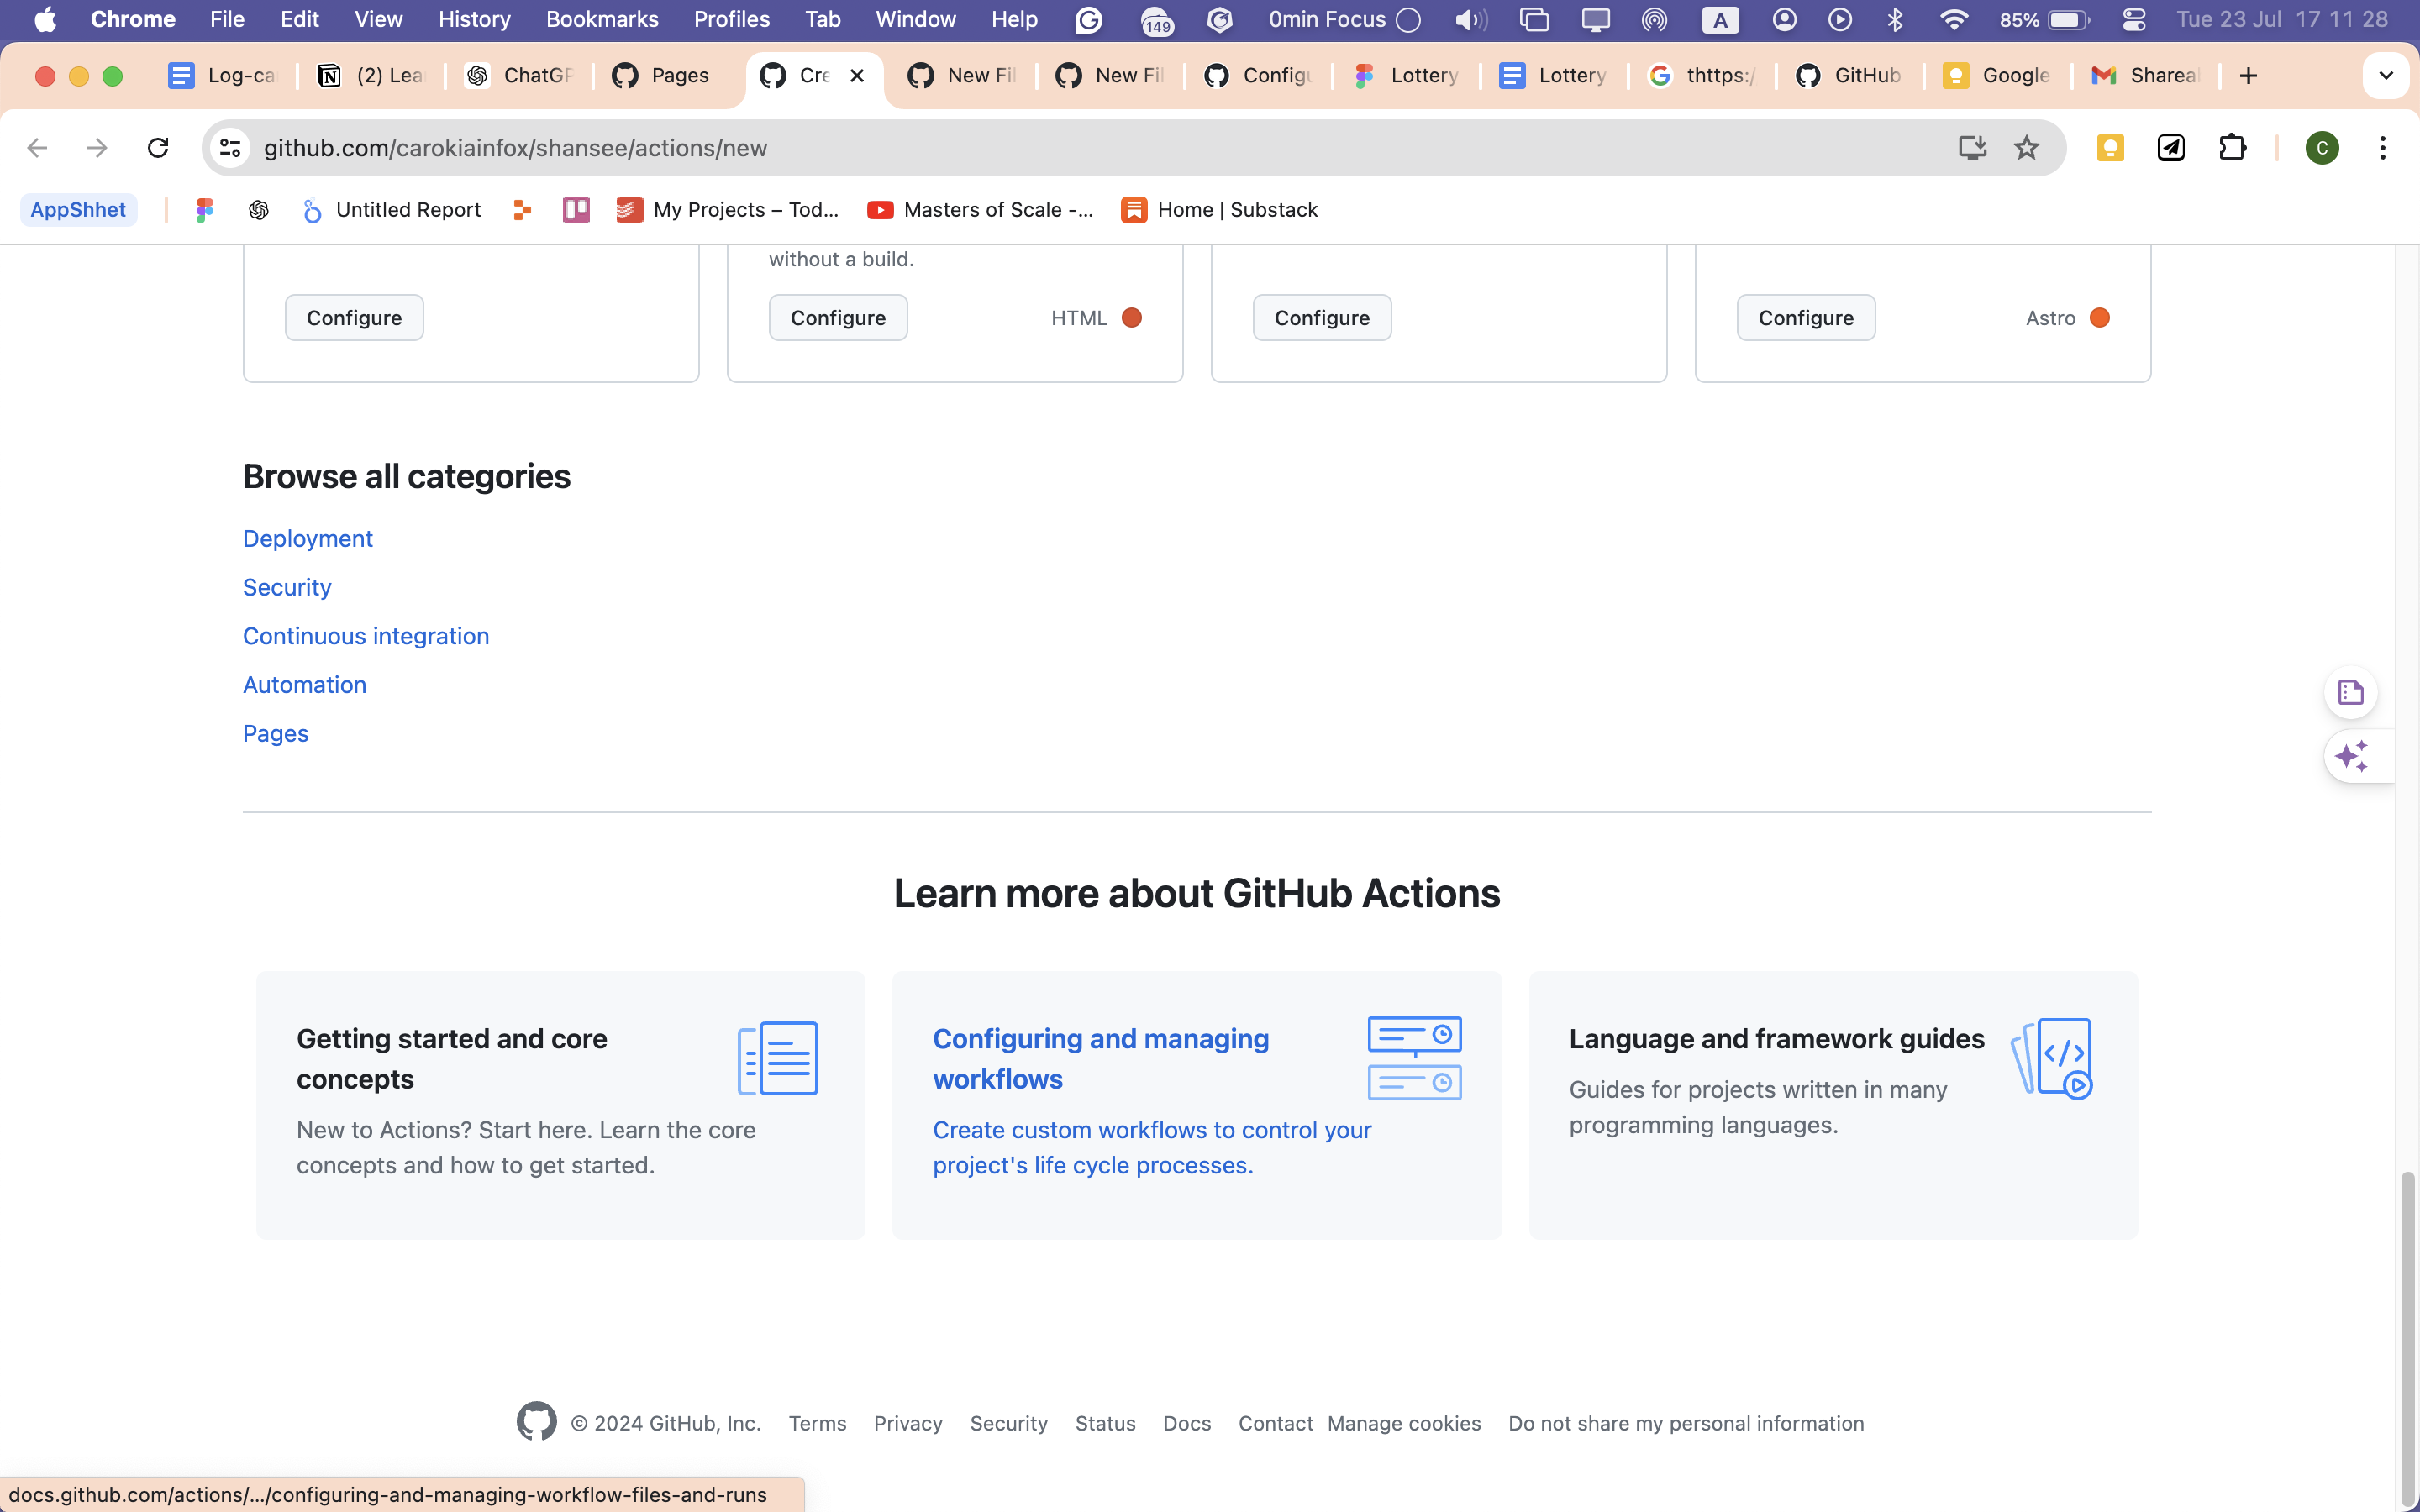 Chrome File Edit View History Bookmarks Profiles Tab Window Help 149 0min Focus A 85% Tue 23 Jul 17 11 28
Log-ca (2) Lea ChatGP Pages Cre New Fil New Fil Configu Lottery Lottery thttps:/ GitHub Google Shareal
github.com/carokiainfox/shansee/actions/new C
AppShhet Untitled Report My Projects – Tod... Masters of Scale -... Home | Substack
without a build.
Configure Configure HTML Configure Configure Astro
Browse all categories
Deployment
Security
Continuous integration
Automation
Pages
Learn more about GitHub Actions
Getting started and core
concepts
New to Actions? Start here. Learn the core
concepts and how to get started.
Configuring and managing
workflows
Create custom workflows to control your
project's life cycle processes.
Language and framework guides
Guides for projects written in many
programming languages.
© 2024 GitHub, Inc. Terms Privacy Security Status Docs Contact Manage cookies Do not share my personal information
docs.github.com/actions/.../configuring-and-managing-workflow-files-and-runs